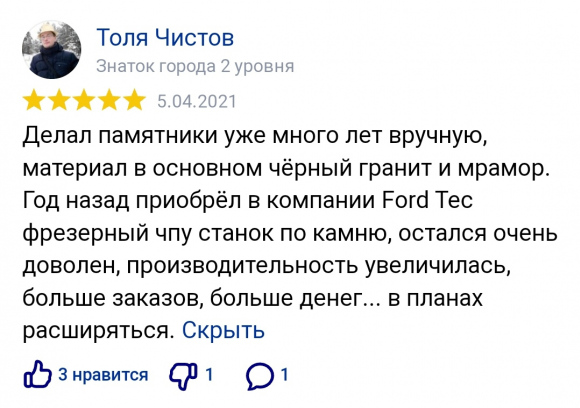 Толя Чистов
Знаток города 2 уровня
5.04.2021
Делал памятники уже много лет вручную,
материал в основном чёрный гранит и мрамор.
Год назад приобрёл в компании Ford Tec
фрезерный чпу станок по камню, остался очень
доволен, производительность увеличилась,
больше заказов, больше денег... в планах
расширяться. Скрыть
3 нравится 1 1